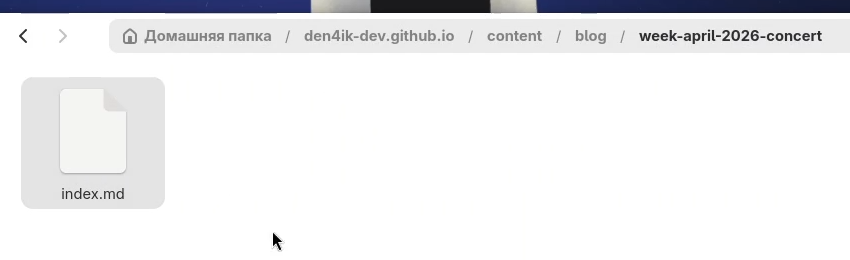 Домашняя папка / den4ik-dev.github.io / content / blog / week-april-2026-concert
index.md